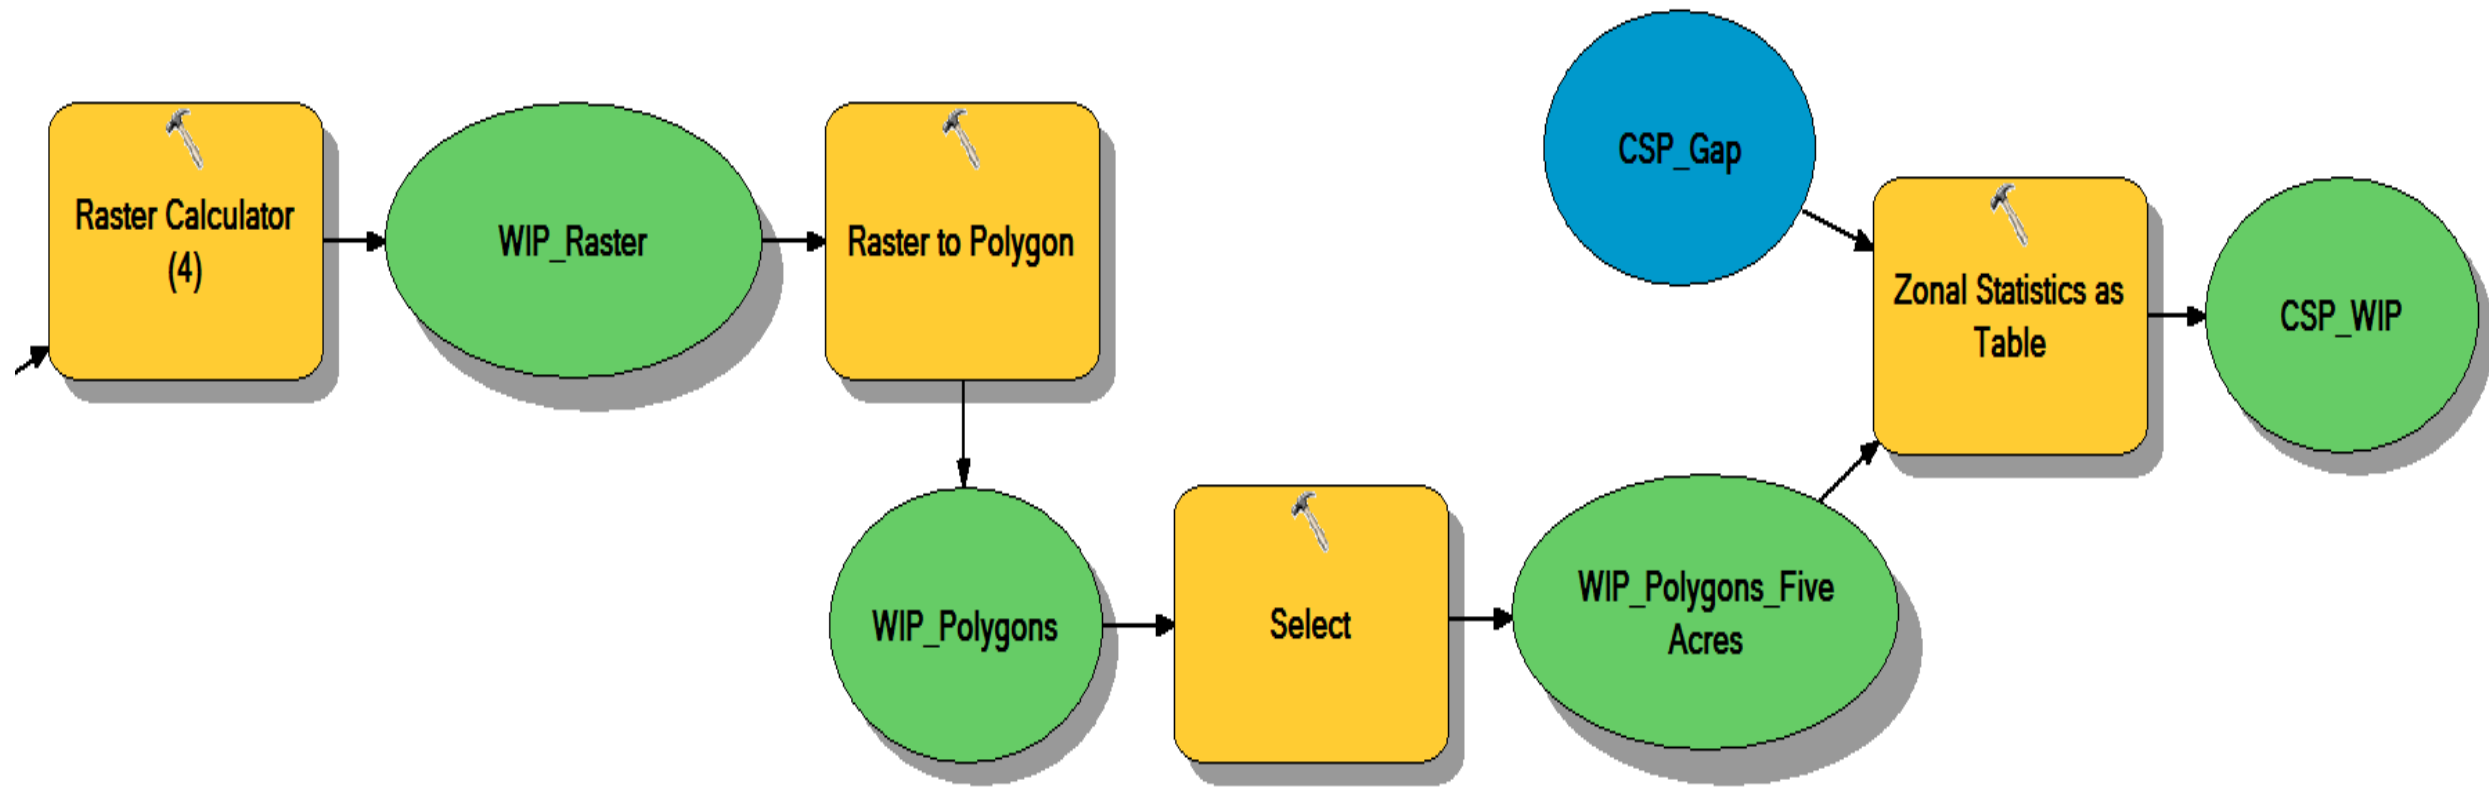 Raster Calculator
(4)
WIP_Raster
Raster to Polygon
WIP_Polygons
Select
WIP_Polygons_Five
Acres
CSP_Gap
Zonal Statistics as
Table
CSP_WIP